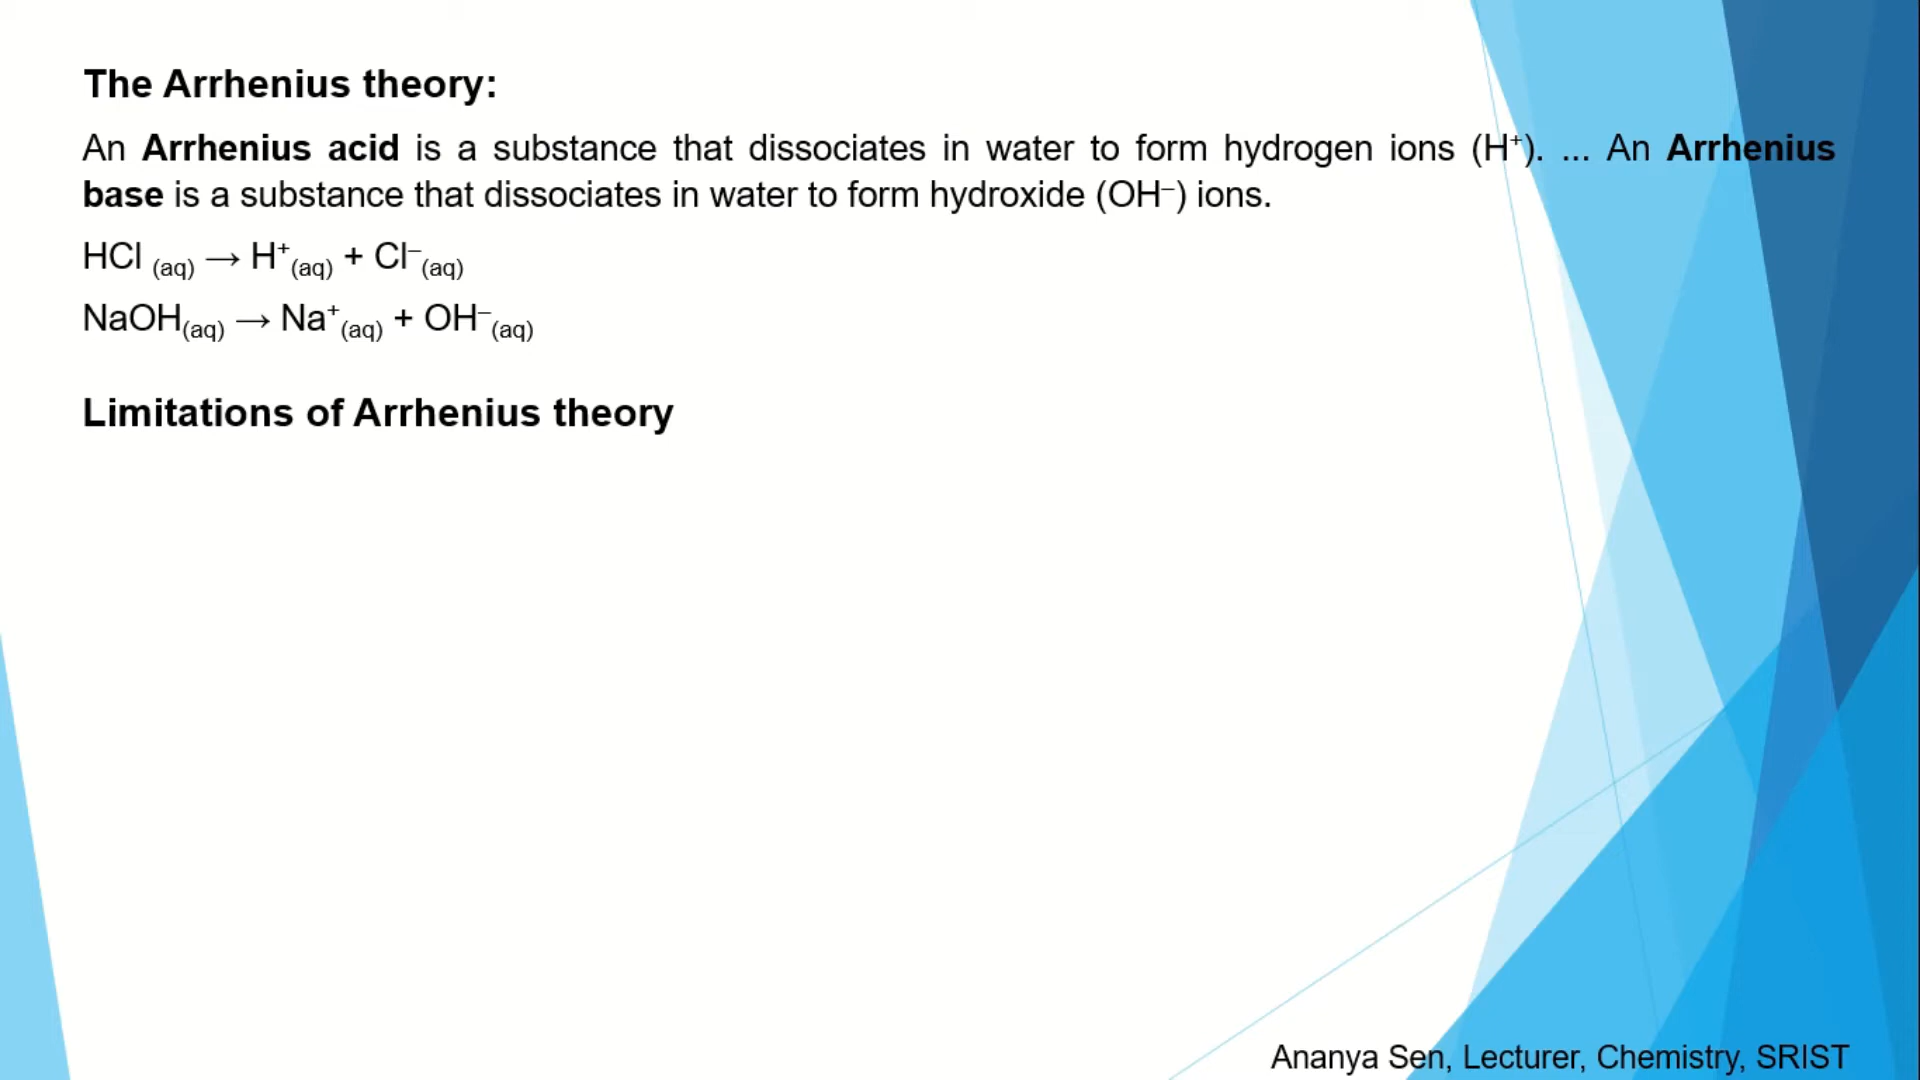 The Arrhenius theory:
An Arrhenius acid is a substance that dissociates in water to form hydrogen ions (H⁺). ... An Arrhenius
base is a substance that dissociates in water to form hydroxide (OH⁻) ions.
HCl (aq) → H⁺(aq) + Cl⁻(aq)
NaOH(aq) → Na⁺(aq) + OH⁻(aq)
Limitations of Arrhenius theory
Ananya Sen, Lecturer, Chemistry, SRIST